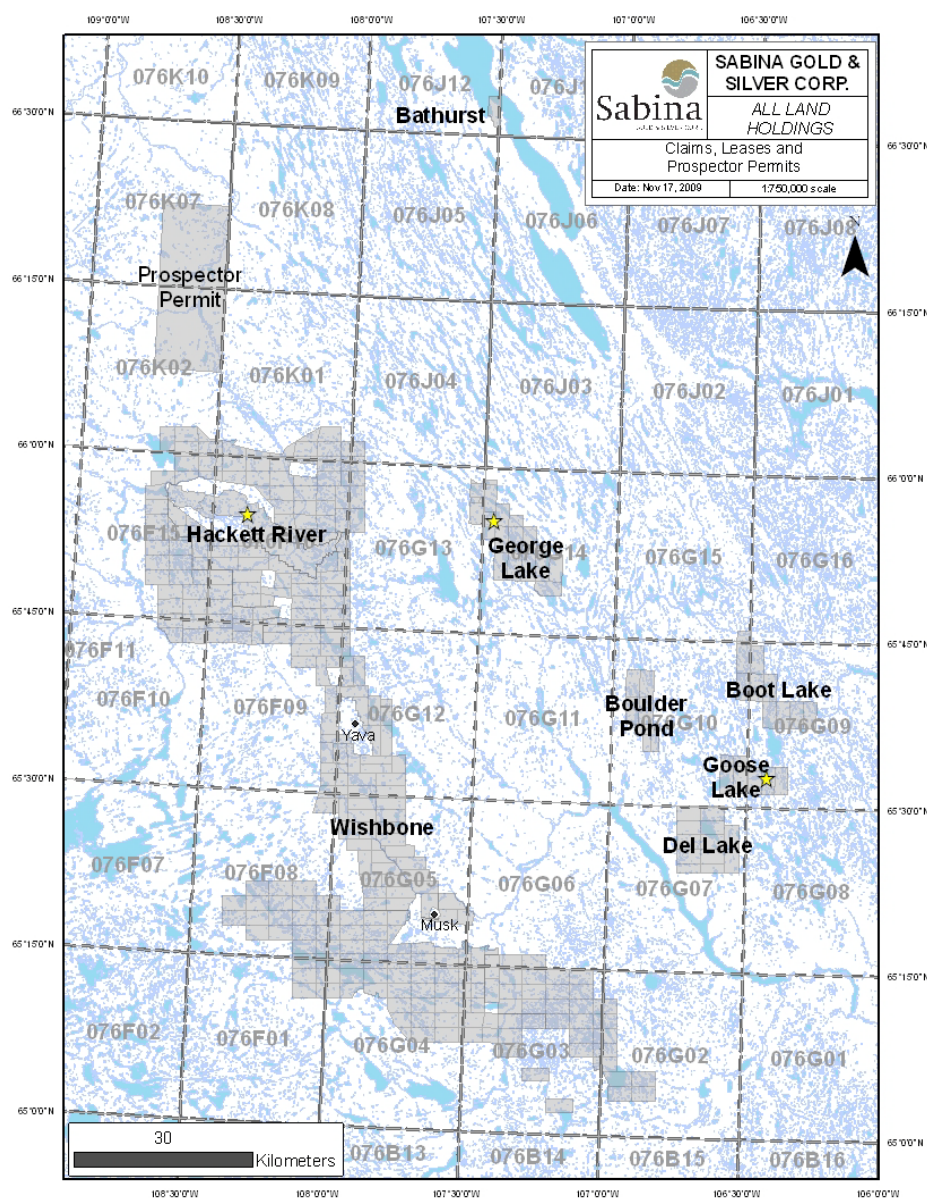 109°0'0"W
108°30'0"W
108°0'0"W
107°30'0"W
107°0'0"W
106°30'0"W
SABINA GOLD &
SILVER CORP.
Sabina
GOLD & SILVER CORP.
ALL LAND
HOLDINGS
Claims, Leases and
Prospector Permits
Date: Nov 17, 2009
1:750,000 scale
076K10
076K09
076J12
Bathurst
66°30'0"N
66°30'0"N
076K07
076K08
076J05
076J06
076J07
076J08
N
66°15'0"N
Prospector
Permit
66°15'0"N
076K02
076K01
076J04
076J03
076J02
076J01
66°0'0"N
66°0'0"N
076F15
Hackett River
076G13
George
Lake
076G15
076G16
65°45'0"N
65°45'0"N
076F11
076F10
076F09
076G12
Yava
076G11
Boulder
Pond
076G10
Boot Lake
076G09
65°30'0"N
Goose
Lake
65°30'0"N
Wishbone
Del Lake
076F07
076F08
076G05
076G06
076G07
076G08
Musk
65°15'0"N
65°15'0"N
076F02
076F01
076G04
076G03
076G02
076G01
65°0'0"N
65°0'0"N
30
Kilometers
076B13
076B14
076B15
076B16
108°30'0"W
108°0'0"W
107°30'0"W
107°0'0"W
106°30'0"W
106°0'0"W